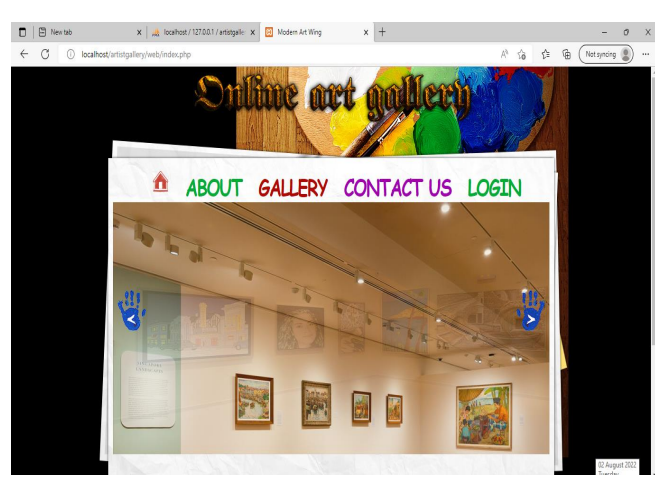 New tab
localhost / 127.0.0.1 / artistgalle
Modern Art Wing
localhost/artistgallery/web/index.php
Not syncing
Online art gallery
ABOUT GALLERY CONTACT US LOGIN
02 August 2022
Tuesday